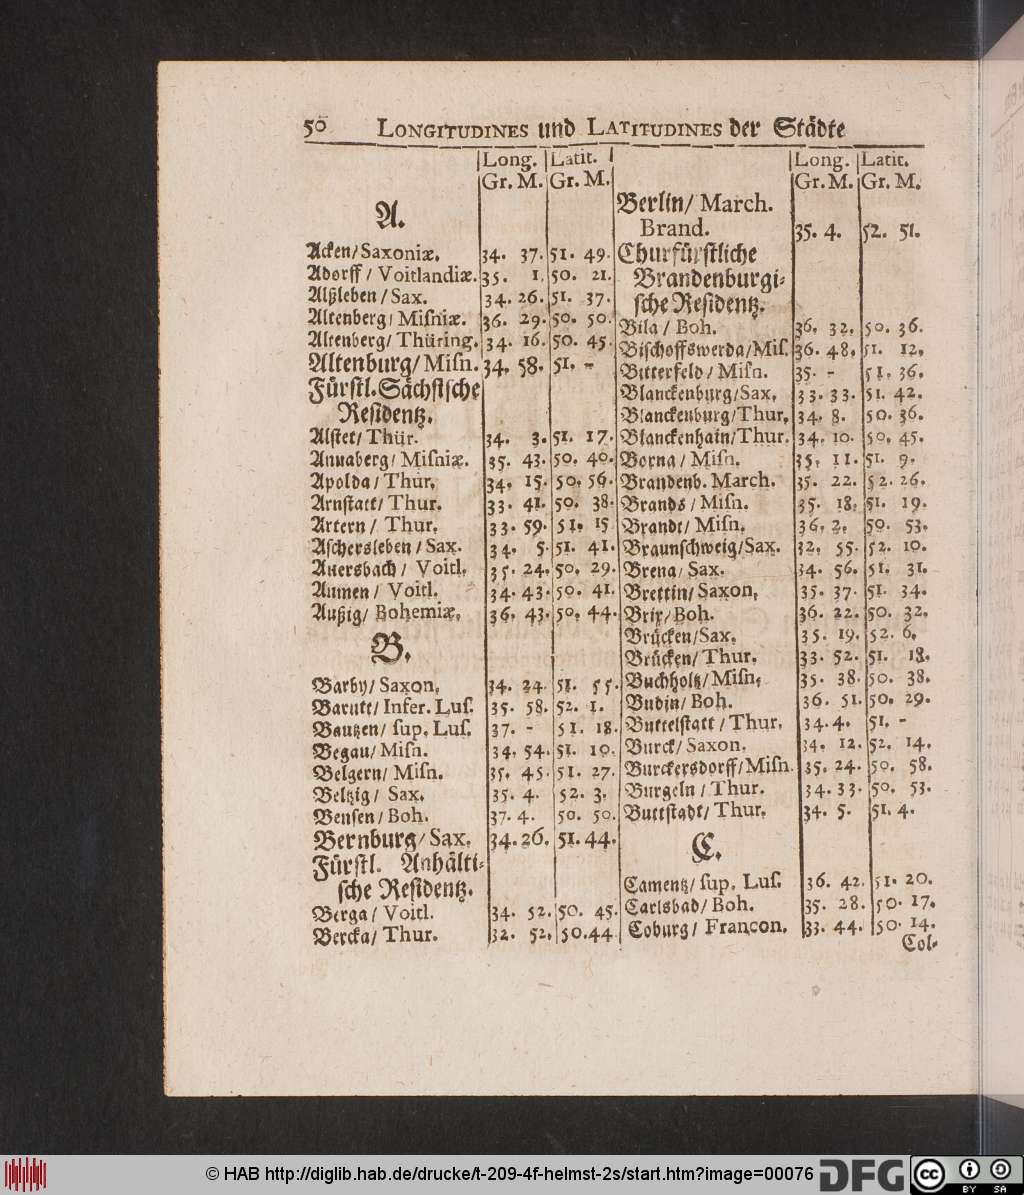 50 LONGITUDINES und LATITUDINES der Städte
Long. Latit.
Gr. M. Gr. M.
A.
Acken/Saxoniæ. 34. 37. 51. 49.
Adorff / Voitlandiæ. 35. 1. 50. 21.
Alßleben / Sax. 34. 26. 51. 37.
Altenberg/ Miſniæ. 36. 29. 50. 50.
Altenberg/ Thüring. 34. 16. 50. 45.
Altenburg/ Miſn. 34. 58. 51. -
Fürſtl. Sächſiſche
Reſidentz.
Alſtet/ Thür. 34. 3. 51. 17.
Annaberg/ Miſniæ. 35. 43. 50. 40.
Apolda/ Thur. 34. 15. 50. 56.
Arnſtatt/ Thur. 33. 41. 50. 38.
Artern/ Thur. 33. 59. 51. 15
Aſchersleben / Sax. 34. 5. 51. 41.
Auersbach/ Voitl. 35. 24. 50. 29.
Aumen / Voitl. 34. 43. 50. 41.
Außig/ Bohemiæ. 36. 43. 50. 44.
B.
Barby/ Saxon. 34. 24. 51. 55.
Barutt/ Infer. Luſ. 35. 58. 52. 1.
Bautzen/ ſup. Luſ. 37. - 51. 18.
Begau/ Miſn. 34. 54. 51. 10.
Belgern/ Miſn. 35. 45. 51. 27.
Beltzig/ Sax. 35. 4. 52. 3.
Benſen/ Boh. 37. 4. 50. 50.
Bernburg/ Sax. 34. 26. 51. 44.
Fürſtl. Anhälti-
ſche Reſidentz.
Berga/ Voitl. 34. 52. 50. 45.
Bercka/ Thur. 32. 52. 50. 44
Long. Latit.
Gr. M. Gr. M.
Berlin/ March.
Brand. 35. 4. 52. 51.
Churfürſtliche
Brandenburgi-
ſche Reſidentz.
Bila / Boh. 36. 32. 50. 36.
Biſchoffswerda/Miſ. 36. 48. 51. 12.
Bitterfeld/ Miſn. 35. - 51. 36.
Blanckenburg/Sax. 33. 33. 51. 42.
Blanckenburg/Thur. 34. 8. 50. 36.
Blanckenhain/Thur. 34. 10. 50. 45.
Borna/ Miſn. 35. 11. 51. 9.
Brandenb. March. 35. 22. 52. 26.
Brands / Miſn. 35. 18. 51. 19.
Brandt/ Miſn. 36. 2. 50. 53.
Braunſchweig/Sax. 32. 55. 52. 10.
Brena/ Sax. 34. 56. 51. 31.
Brettin/ Saxon. 35. 37. 51. 34.
Brix/ Boh. 36. 22. 50. 32.
Brücken/Sax. 35. 19. 52. 6.
Brücken/ Thur. 33. 52. 51. 18.
Buchholtz/ Miſn. 35. 38. 50. 38.
Budin/ Boh. 36. 51. 50. 29.
Buttelſtatt / Thur. 34. 4. 51. -
Burck/ Saxon. 34. 12. 52. 14.
Burckersdorff/Miſn. 35. 24. 50. 58.
Burgeln / Thur. 34. 33. 50. 53.
Buttſtadt/ Thur. 34. 5. 51. 4.
C.
Camentz/ ſup. Luſ. 36. 42. 51. 20.
Carlsbad/ Boh. 35. 28. 50. 17.
Coburg/ Françon. 33. 44. 50. 14.
Col-
© HAB http://diglib.hab.de/drucke/t-209-4f-helmst-2s/start.htm?image=00076 DFG cc BY SA